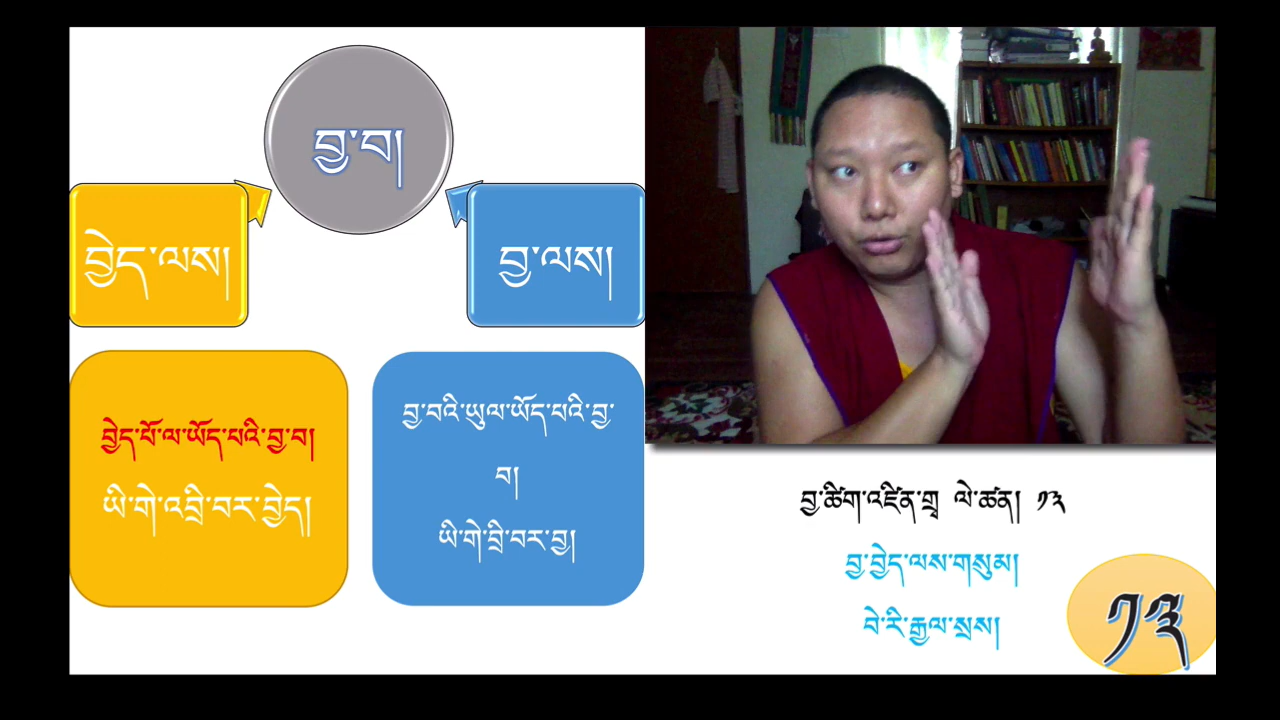 བྱ་བ།
བྱེད་ལས།
བྱ་ལས།
བྱེད་པོ་ལ་ཡོད་པའི་བྱ་བ།
ཡི་གེ་འབྲི་བར་བྱེད།
བྱ་བའི་ཡུལ་ཡོད་པའི་བྱ་
བ།
ཡི་གེ་བྲི་བར་བྱ།
བྱ་ཚིག་འཛིན་གྲྭ ལེ་ཚན། ༡༣
བྱ་བྱེད་ལས་གསུམ།
བེ་རི་རྒྱལ་སྲས།
༡༣